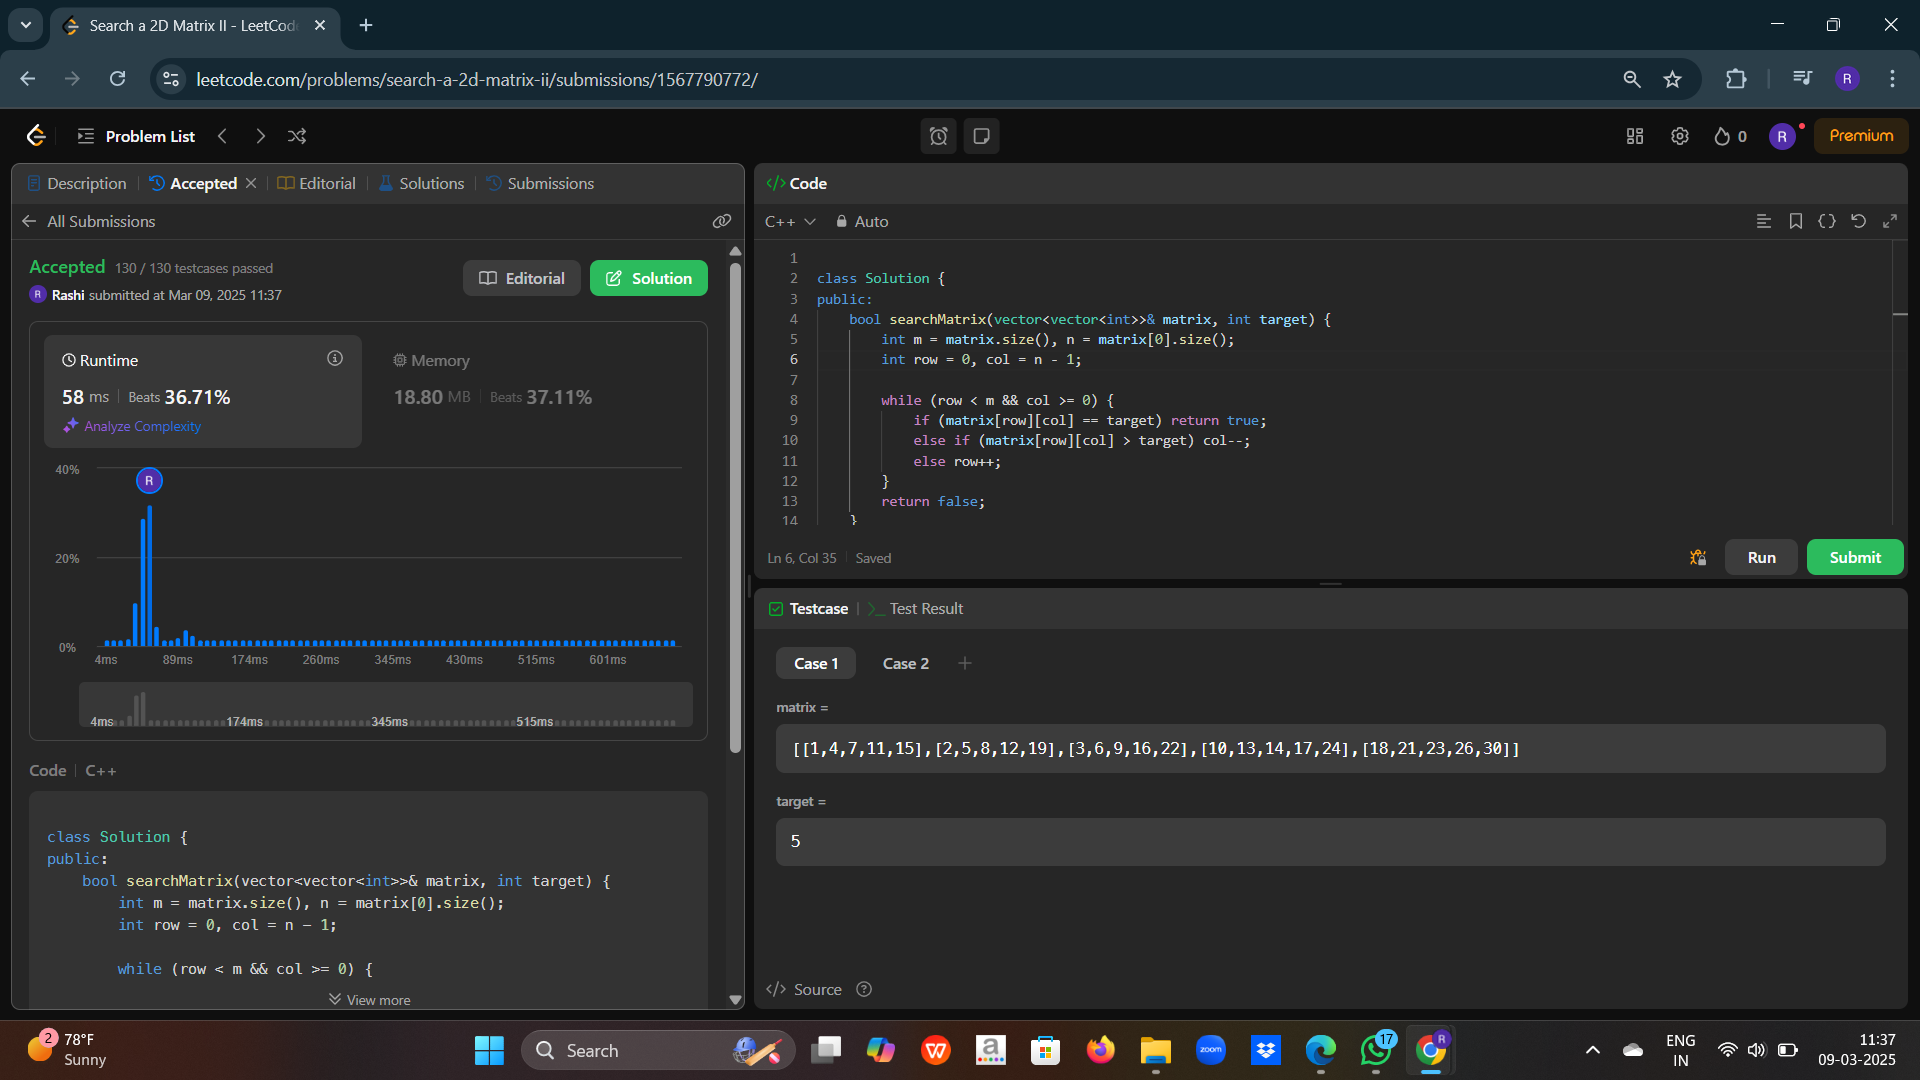 Search a 2D Matrix II - LeetCod
leetcode.com/problems/search-a-2d-matrix-ii/submissions/1567790772/
R
Problem List
0
R
Premium
Description
Accepted
Editorial
Solutions
Submissions
All Submissions
Accepted 130 / 130 testcases passed
R Rashi submitted at Mar 09, 2025 11:37
Editorial
Solution
Runtime
58 ms Beats 36.71%
Analyze Complexity
Memory
18.80 MB Beats 37.11%
40%
R
20%
0%
4ms 89ms 174ms 260ms 345ms 430ms 515ms 601ms
4ms 174ms 345ms 515ms
Code C++
class Solution {
public:
    bool searchMatrix(vector<vector<int>>& matrix, int target) {
        int m = matrix.size(), n = matrix[0].size();
        int row = 0, col = n - 1;
        while (row < m && col >= 0) {
View more
</> Code
C++ Auto
1
2 class Solution {
3 public:
4     bool searchMatrix(vector<vector<int>>& matrix, int target) {
5         int m = matrix.size(), n = matrix[0].size();
6         int row = 0, col = n - 1;
7
8         while (row < m && col >= 0) {
9             if (matrix[row][col] == target) return true;
10             else if (matrix[row][col] > target) col--;
11             else row++;
12         }
13         return false;
14     }
Ln 6, Col 35 Saved
Run
Submit
Testcase
Test Result
Case 1
Case 2
matrix =
[[1,4,7,11,15],[2,5,8,12,19],[3,6,9,16,22],[10,13,14,17,24],[18,21,23,26,30]]
target =
5
</> Source
2
78°F
Sunny
Search
W
a
zoom
17
R
ENG
IN
11:37
09-03-2025